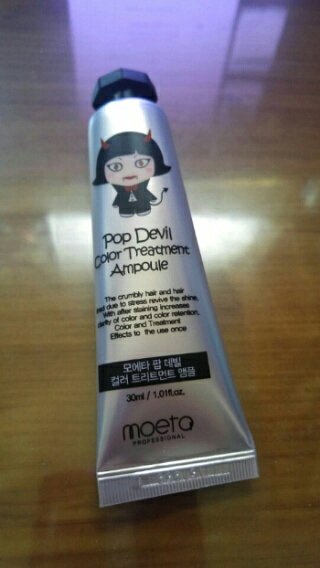 Pop Devil
Color Treatment
Ampoule
The crumbly hair and hair
tired due to stress revive the shine,
With after staining increases
clarity of color and color retention,
Color and Treatment
Effects to the use once
모에타 팝 데빌
컬러 트리트먼트 앰플
30ml / 1.01fl.oz.
moeta
PROFESSIONAL